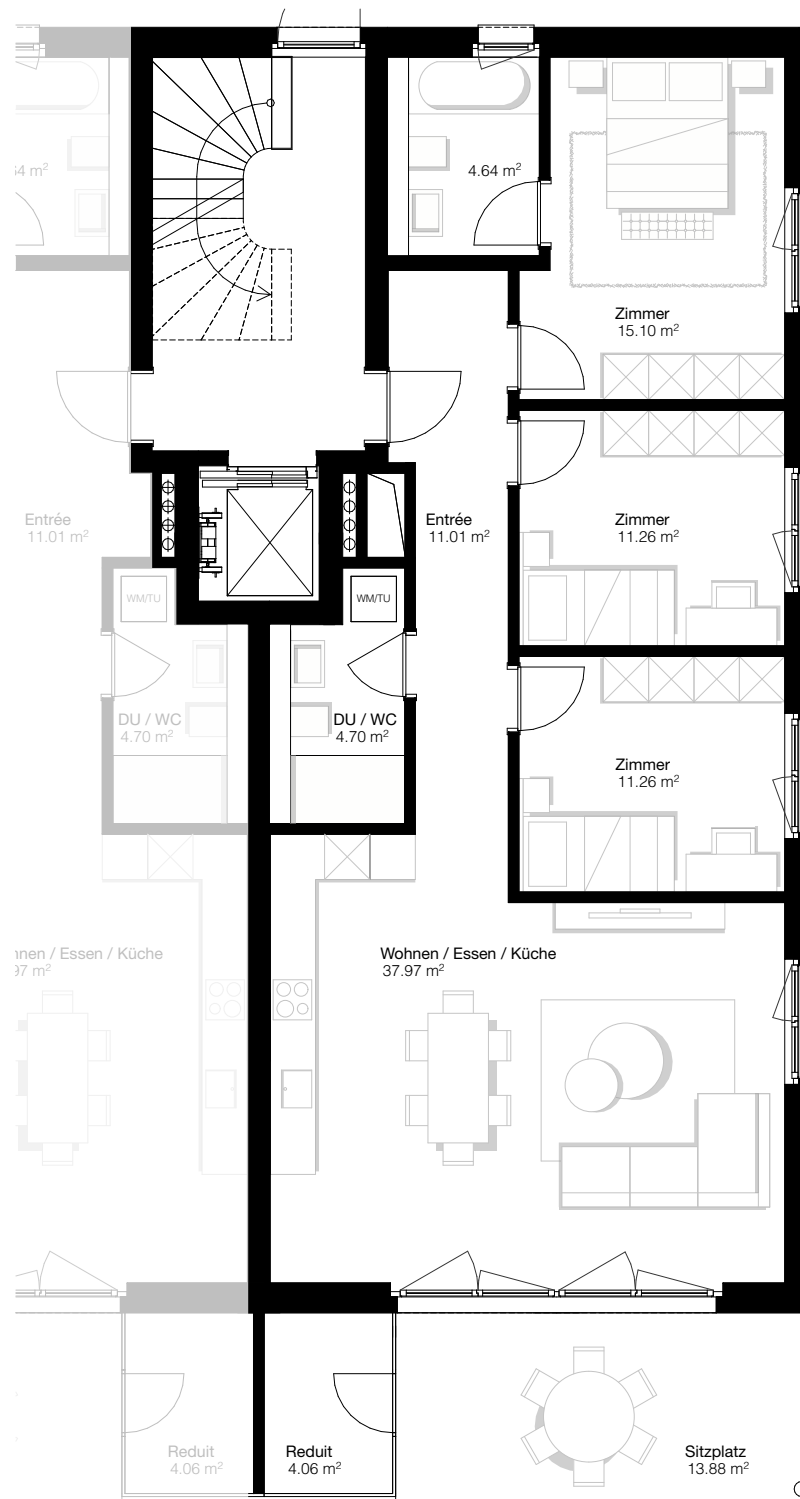 4.64 m²
Zimmer
15.10 m²
Entrée
11.01 m²
Entrée
11.01 m²
Zimmer
11.26 m²
WM/TU
WM/TU
DU / WC
4.70 m²
DU / WC
4.70 m²
Zimmer
11.26 m²
/ Essen / Küche
Wohnen / Essen / Küche
37.97 m²
Reduit
4.06 m²
Reduit
4.06 m²
Sitzplatz
13.88 m²